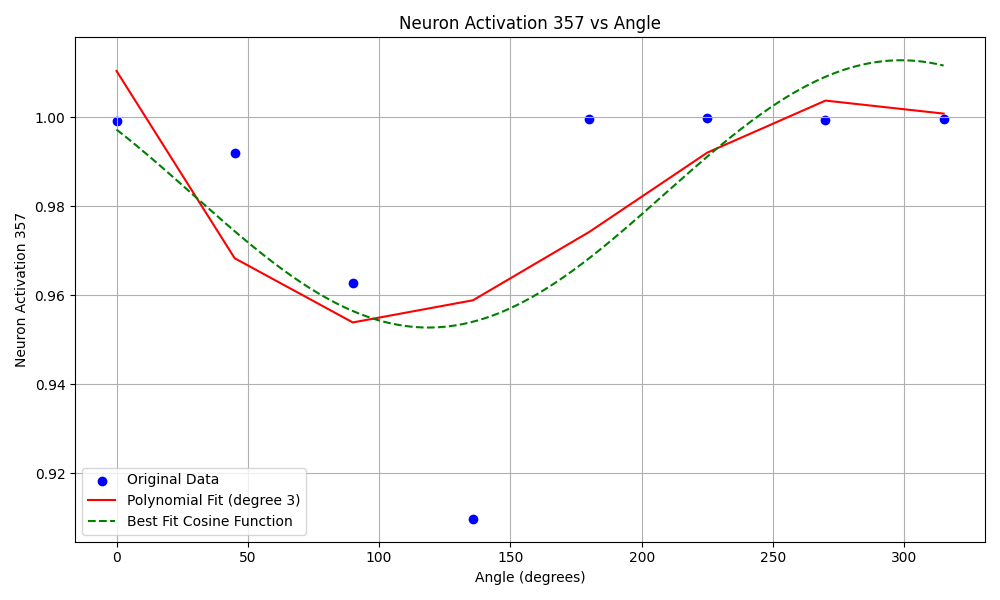 Neuron Activation 357 vs Angle
Neuron Activation 357
1.00
0.98
0.96
0.94
0.92
Original Data
Polynomial Fit (degree 3)
Best Fit Cosine Function
0
50
100
150
200
250
300
Angle (degrees)